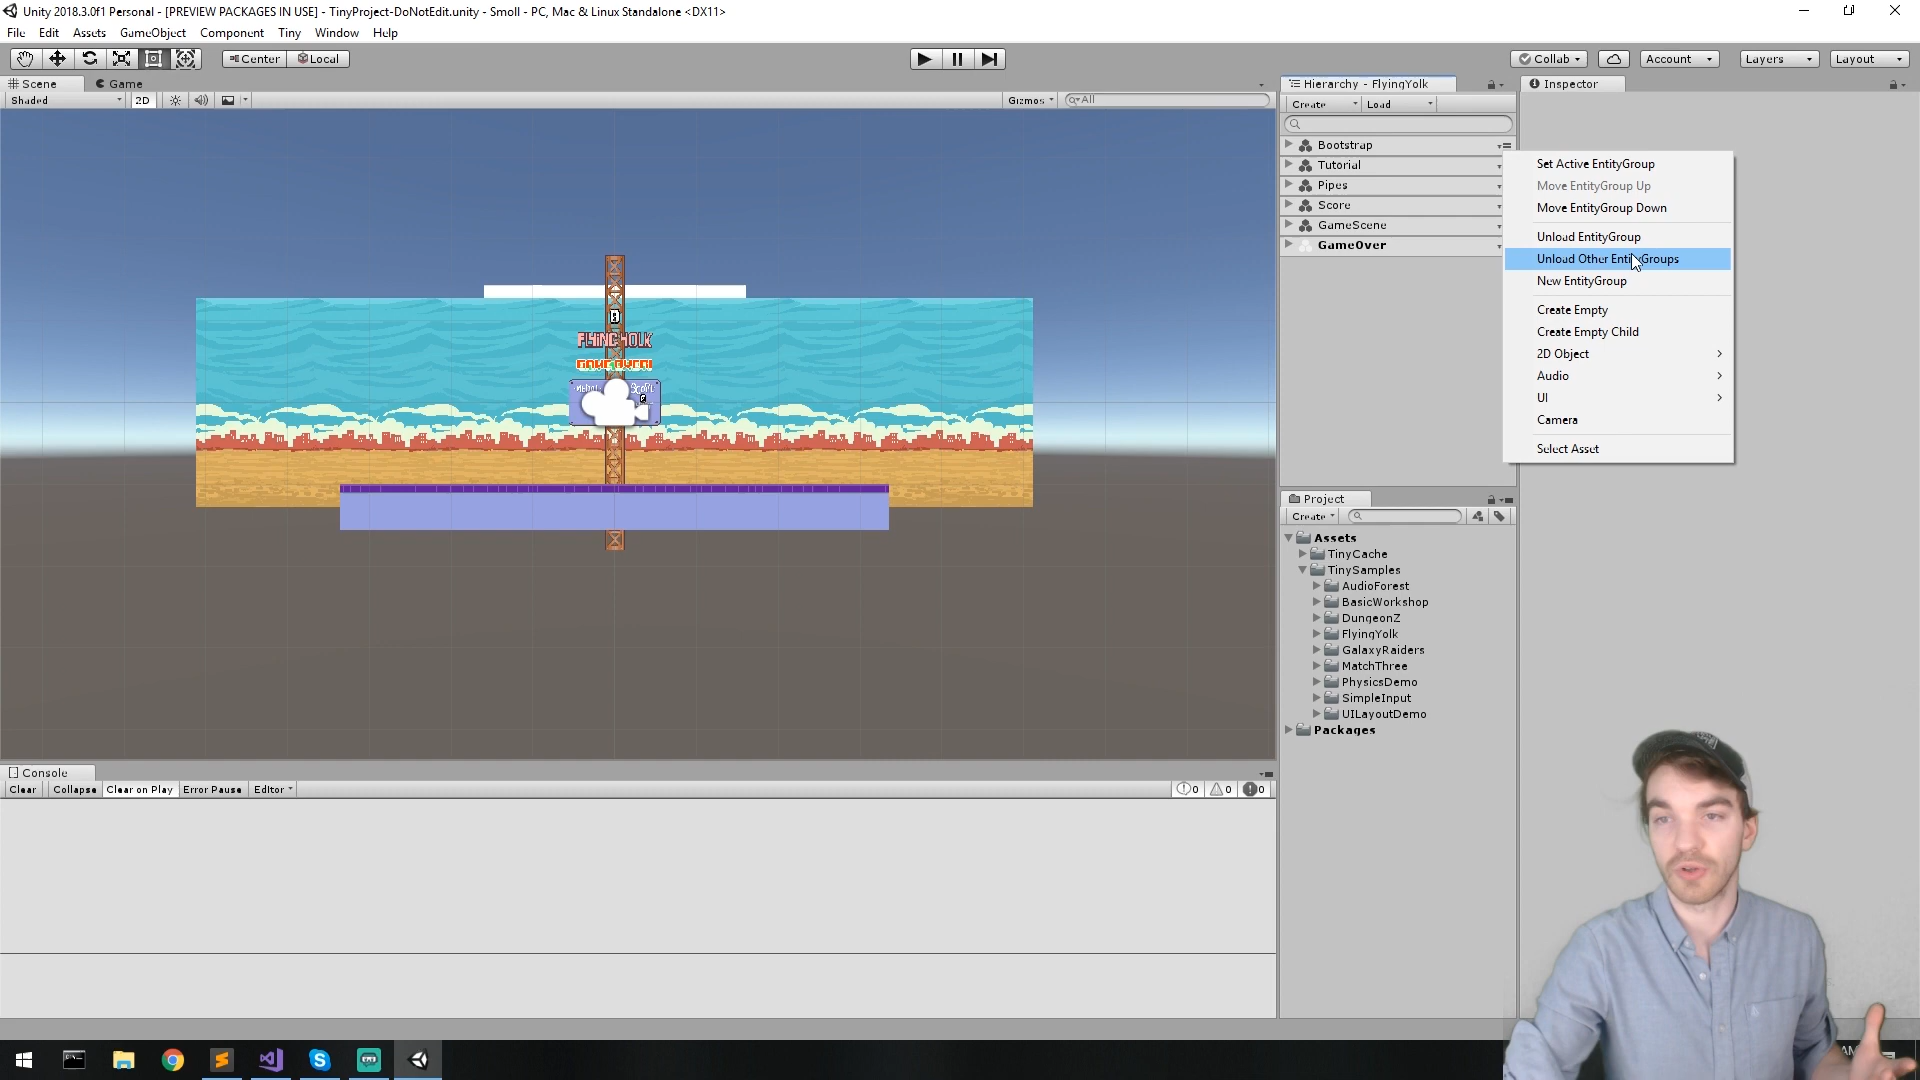 Unity 2018.3.0f1 Personal - [PREVIEW PACKAGES IN USE] - TinyProject-DoNotEdit.unity - Smoll - PC, Mac & Linux Standalone <DX11>
File Edit Assets GameObject Component Tiny Window Help
Center Local
Collab Account Layers Layout
Scene Game
Shaded 2D Gizmos All
Hierarchy - FlyingYolk
Create Load
Bootstrap
Tutorial
Pipes
Score
GameScene
GameOver
Inspector
Set Active EntityGroup
Move EntityGroup Up
Move EntityGroup Down
Unload EntityGroup
Unload Other EntityGroups
New EntityGroup
Create Empty
Create Empty Child
2D Object
Audio
UI
Camera
Select Asset
Project
Create
Assets
TinyCache
TinySamples
AudioForest
BasicWorkshop
DungeonZ
FlyingYolk
GalaxyRaiders
MatchThree
PhysicsDemo
SimpleInput
UILayoutDemo
Packages
Console
Clear Collapse Clear on Play Error Pause Editor 0 0 0